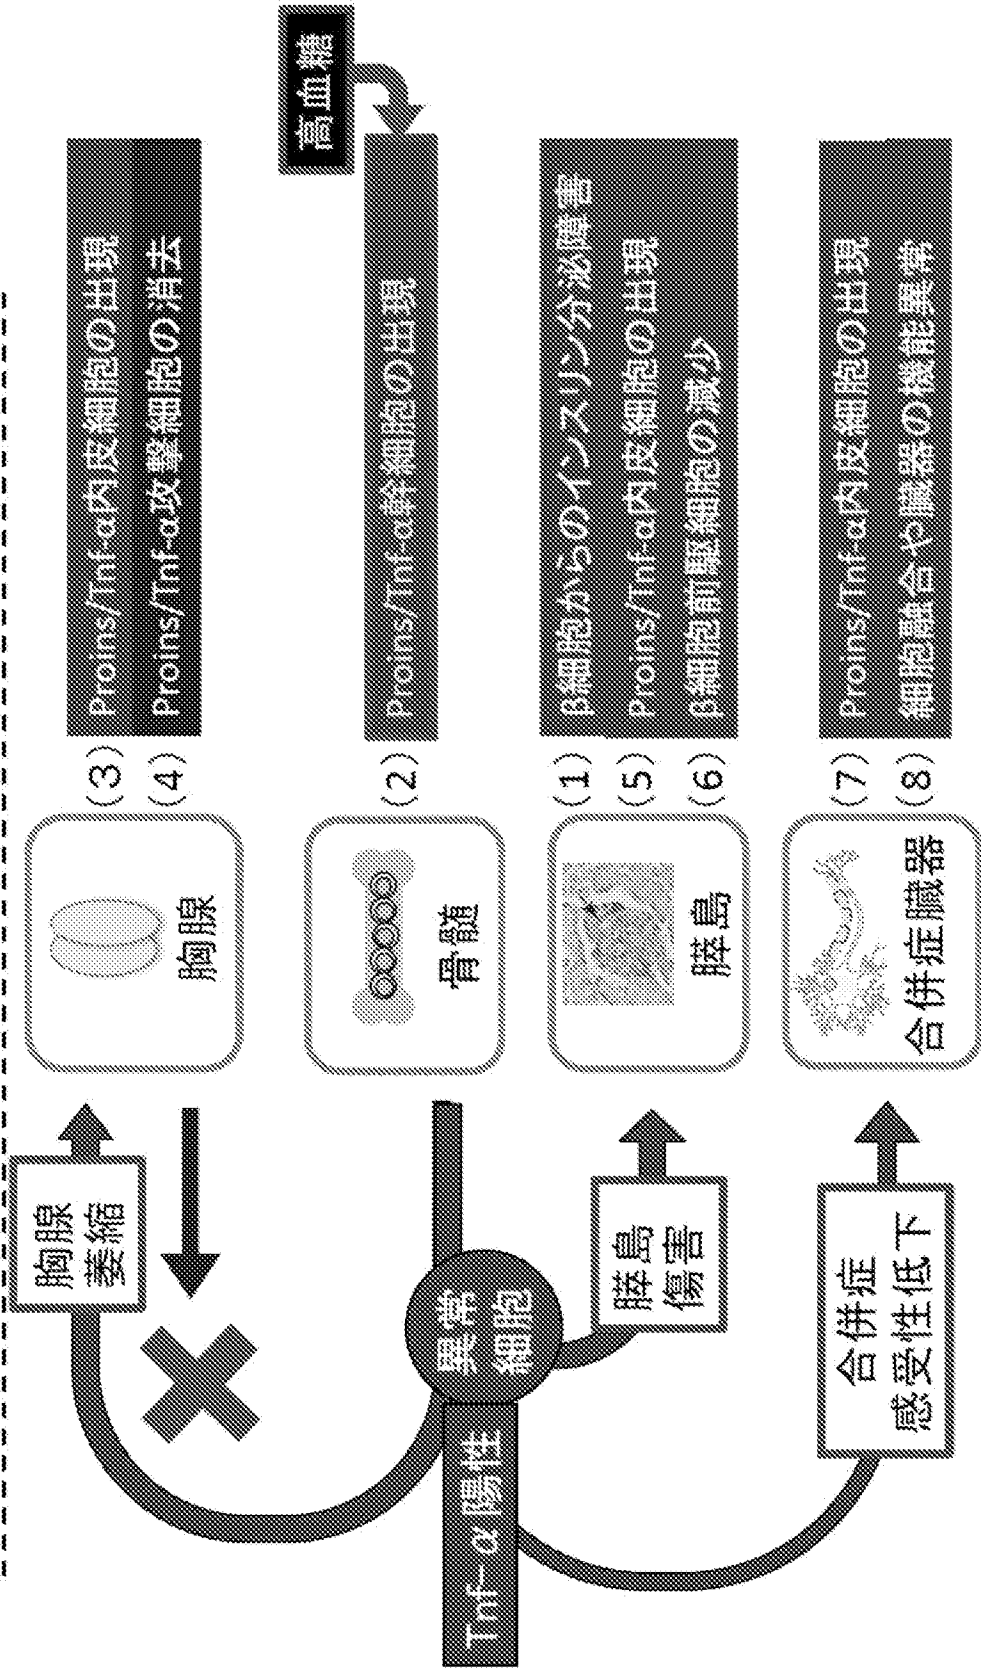 高血糖
胸腺
萎縮
胸腺
(3) Proins/Tnf-α内皮細胞の出現
(4) Proins/Tnf-α攻撃細胞の消去
Tnf-α陽性
異常
細胞
骨髄
(2) Proins/Tnf-α幹細胞の出現
膵島
傷害
膵島
(1) β細胞からのインスリン分泌障害
(5) Proins/Tnf-α内皮細胞の出現
(6) β細胞前駆細胞の減少
合併症
感受性低下
合併症臓器
(7) Proins/Tnf-α内皮細胞の出現
(8) 細胞融合や臓器の機能異常